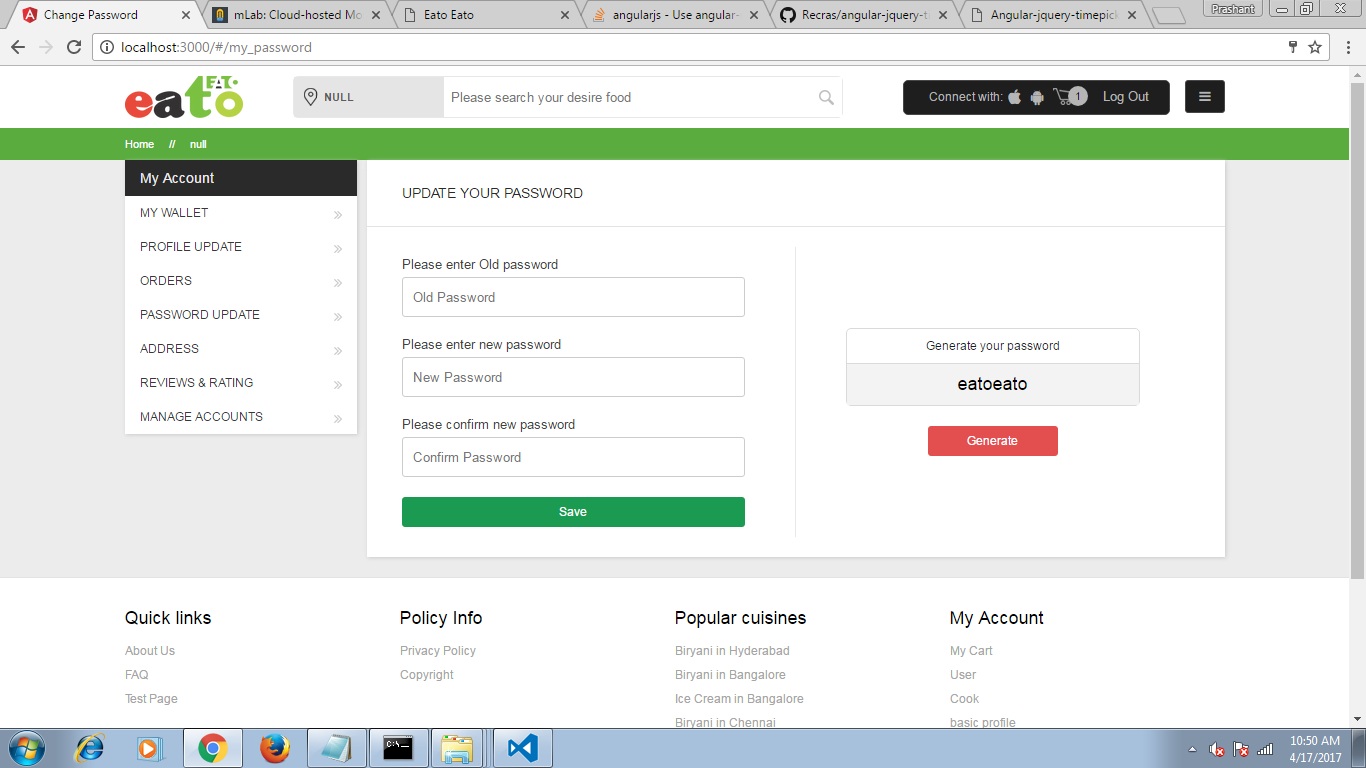 Change Password
mLab: Cloud-hosted Mo
Eato Eato
angularjs - Use angular-
Recras/angular-jquery-ti
Angular-jquery-timepick
Prashant
localhost:3000/#/my_password
eato
NULL
Please search your desire food
Connect with:
1
Log Out
Home // null
My Account
MY WALLET
PROFILE UPDATE
ORDERS
PASSWORD UPDATE
ADDRESS
REVIEWS & RATING
MANAGE ACCOUNTS
UPDATE YOUR PASSWORD
Please enter Old password
Old Password
Please enter new password
New Password
Please confirm new password
Confirm Password
Save
Generate your password
eatoeato
Generate
Quick links
About Us
FAQ
Test Page
Policy Info
Privacy Policy
Copyright
Popular cuisines
Biryani in Hyderabad
Biryani in Bangalore
Ice Cream in Bangalore
Biryani in Chennai
My Account
My Cart
User
Cook
basic profile
C:\
10:50 AM
4/17/2017